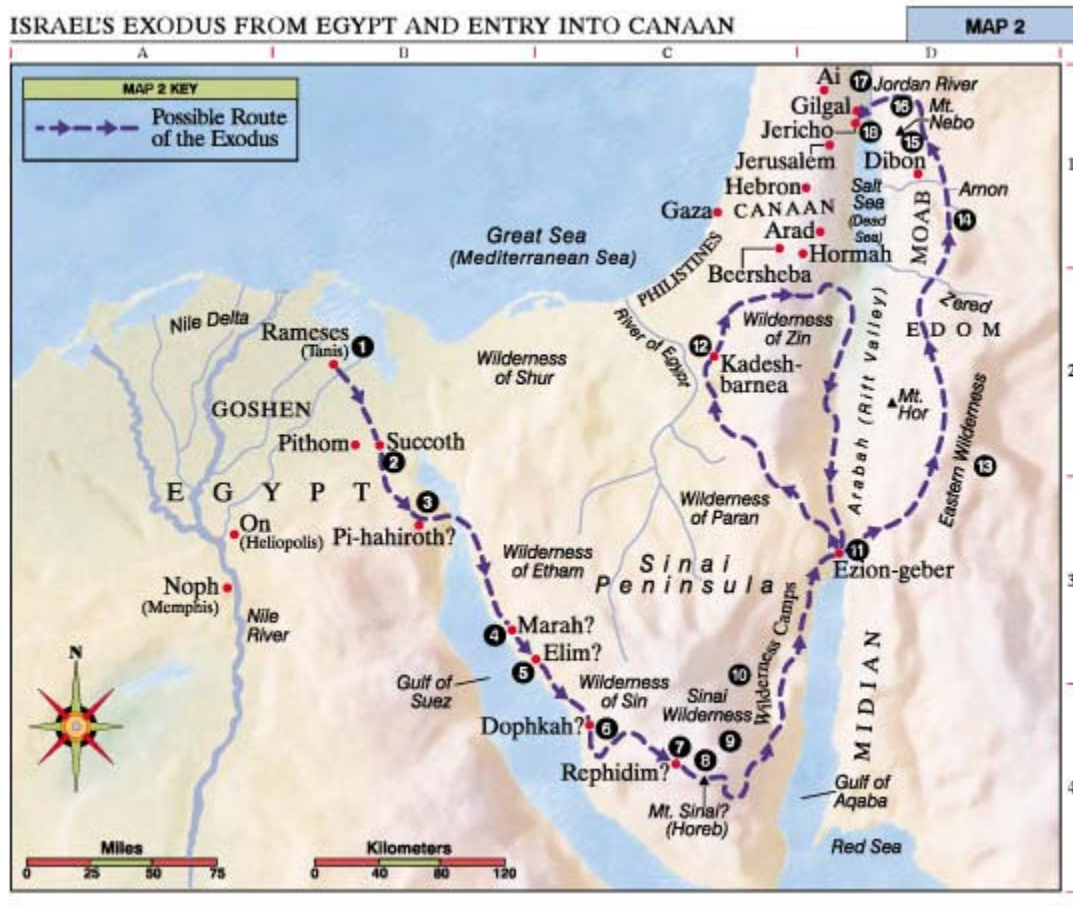 ISRAEL'S EXODUS FROM EGYPT AND ENTRY INTO CANAAN
MAP 2
A
B
C
D
MAP 2 KEY
Possible Route
of the Exodus
Ai
17
Jordan River
Gilgal
16
Mt.
Nebo
Jericho
18
15
Jerusalem
Dibon
1
Hebron
Salt
Sea
(Dead
Sea)
Arnon
Gaza
CANAAN
MOAB
14
Arad
Great Sea
(Mediterranean Sea)
Hormah
Beersheba
PHILISTINES
Zered
Nile Delta
Rameses
(Tanis)
1
River of Egypt
Wilderness
of Zin
EDOM
Wilderness
of Shur
12
Kadesh-
barnea
2
Arabah (Rift Valley)
Mt.
Hor
GOSHEN
Pithom
Succoth
2
Eastern Wilderness
13
EGYPT
3
Wilderness
of Paran
On
(Heliopolis)
Pi-hahiroth?
Wilderness
of Etham
Sinai
Peninsula
11
Ezion-geber
3
Noph
(Memphis)
Nile
River
4
Marah?
Elim?
5
Wilderness Camps
MIDIAN
N
Gulf of
Suez
Wilderness
of Sin
10
Sinai
Wilderness
Dophkah?
6
7
8
9
Rephidim?
Mt. Sinai?
(Horeb)
Gulf of
Aqaba
4
Red Sea
Miles
0 25 50 75
Kilometers
0 40 80 120